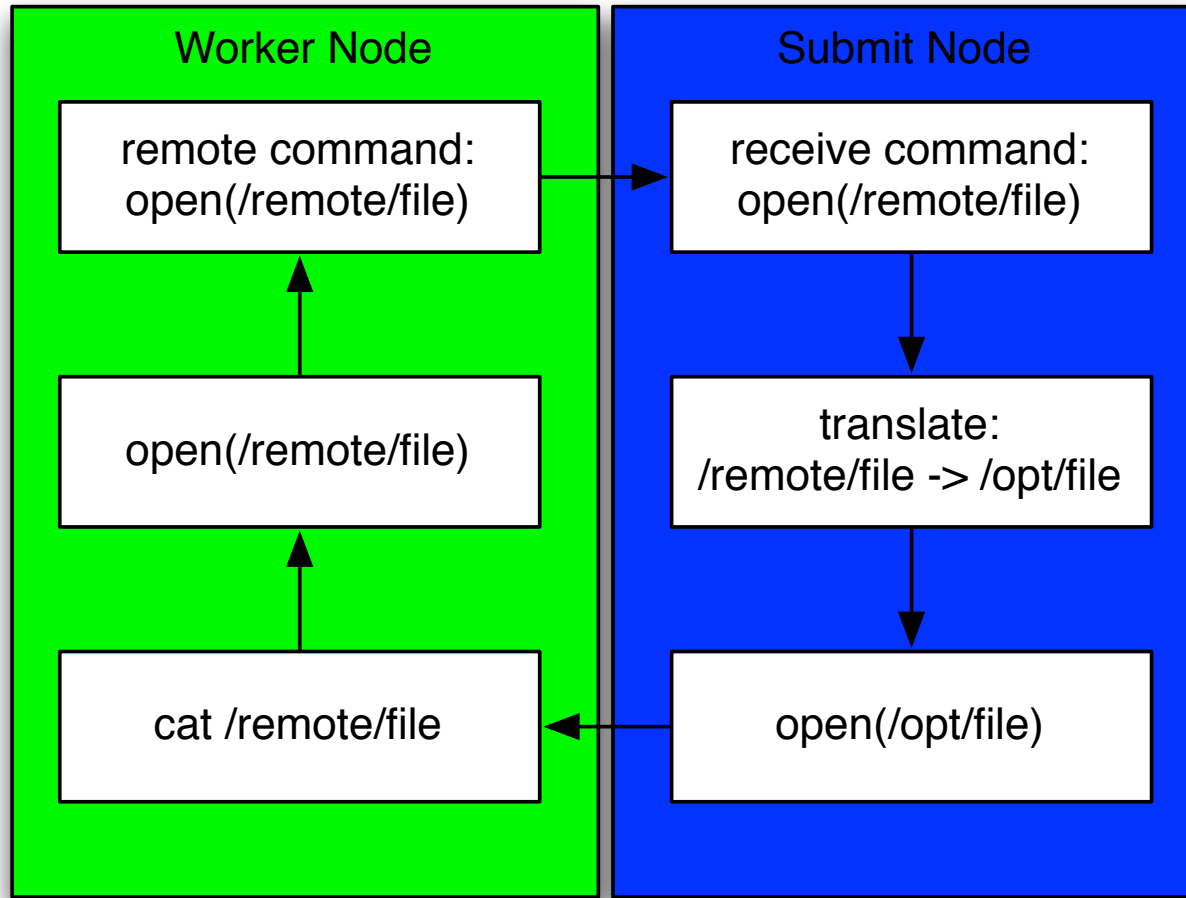 Worker Node
remote command:
open(/remote/file)
open(/remote/file)
cat /remote/file
Submit Node
receive command:
open(/remote/file)
translate:
/remote/file -> /opt/file
open(/opt/file)